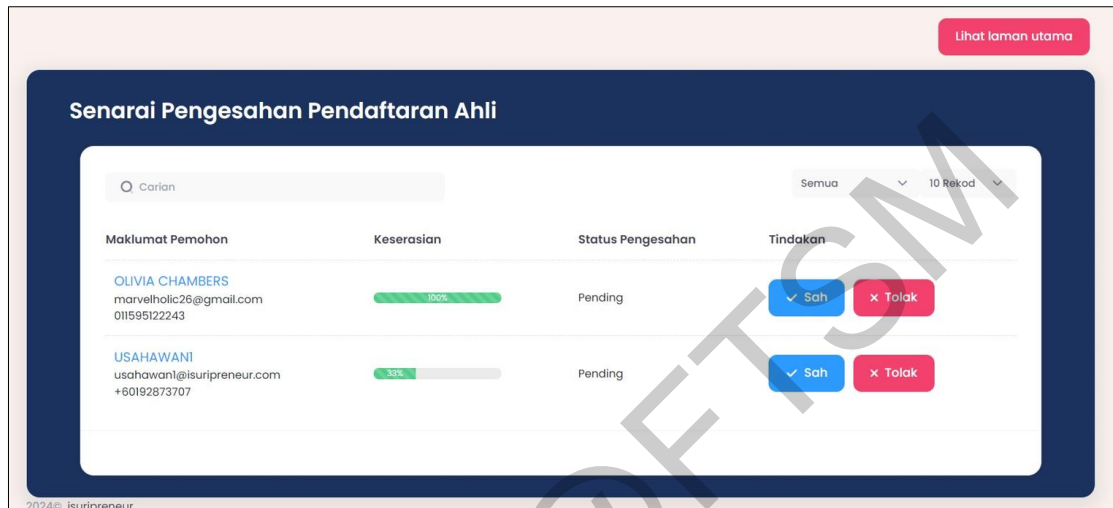 Lihat laman utama
Senarai Pengesahan Pendaftaran Ahli
Carian
Semua
10 Rekod
Maklumat Pemohon Keserasian Status Pengesahan Tindakan
OLIVIA CHAMBERS
marvelholic26@gmail.com
011595122243
100%
Pending
Sah
Tolak
USAHAWAN1
usahawan1@isuripreneur.com
+60192873707
33%
Pending
Sah
Tolak
2024© isuripreneur
@FTSM